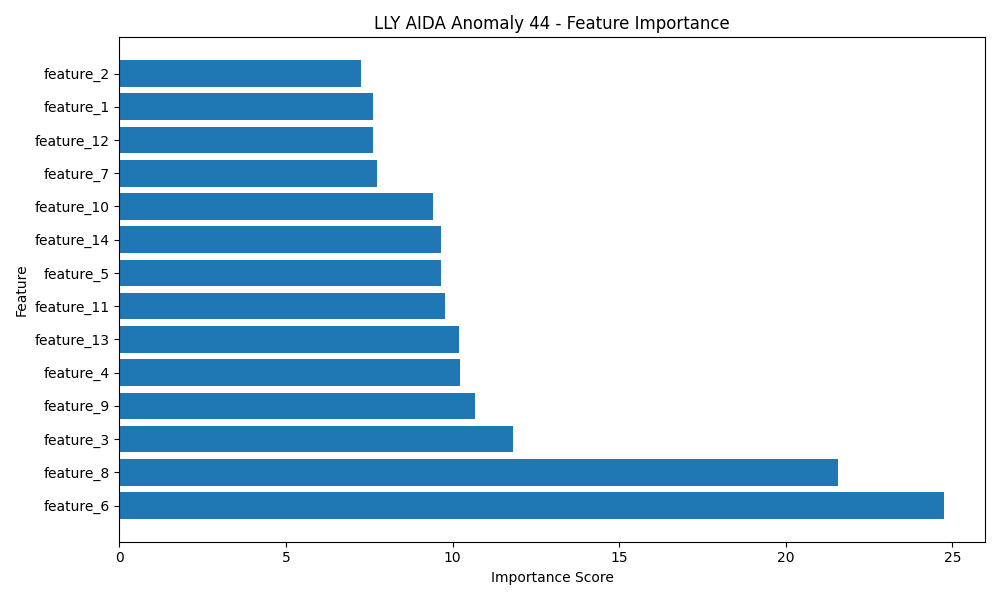 LLY AIDA Anomaly 44 - Feature Importance
feature_2
feature_1
feature_12
feature_7
feature_10
feature_14
feature_5
feature_11
feature_13
feature_4
feature_9
feature_3
feature_8
feature_6
Feature
0 5 10 15 20 25
Importance Score